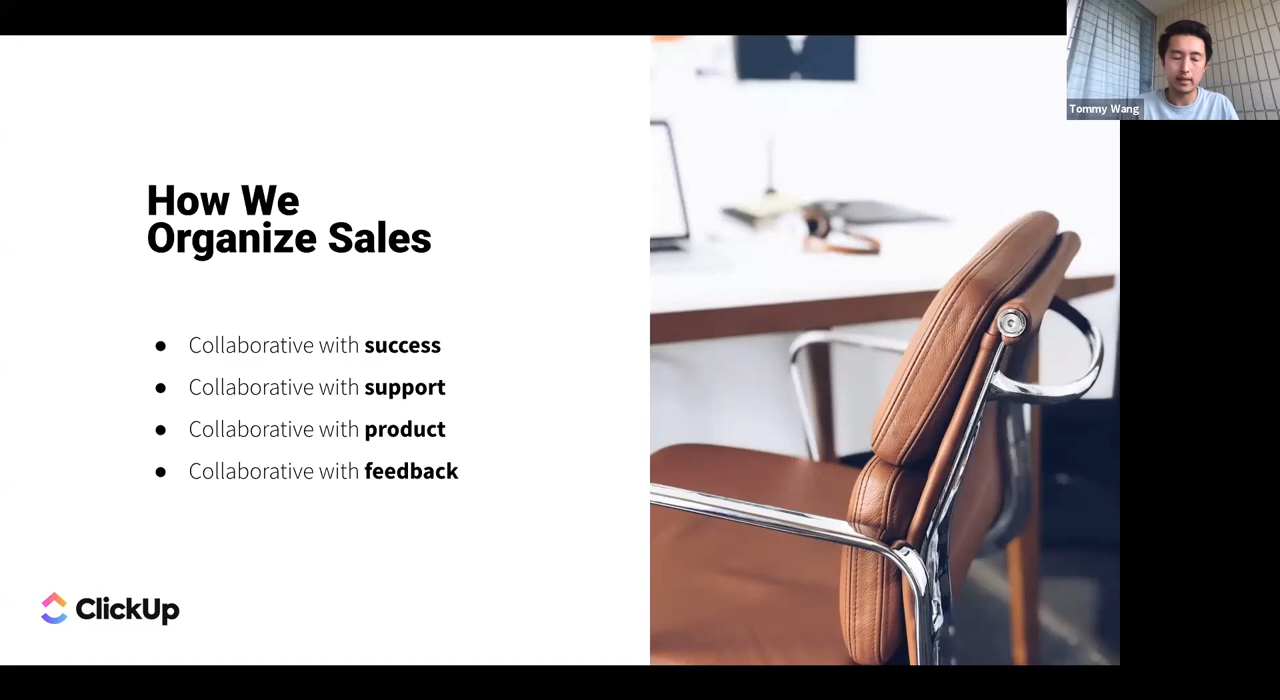 Tommy Wang
How We
Organize Sales
● Collaborative with success
● Collaborative with support
● Collaborative with product
● Collaborative with feedback
ClickUp